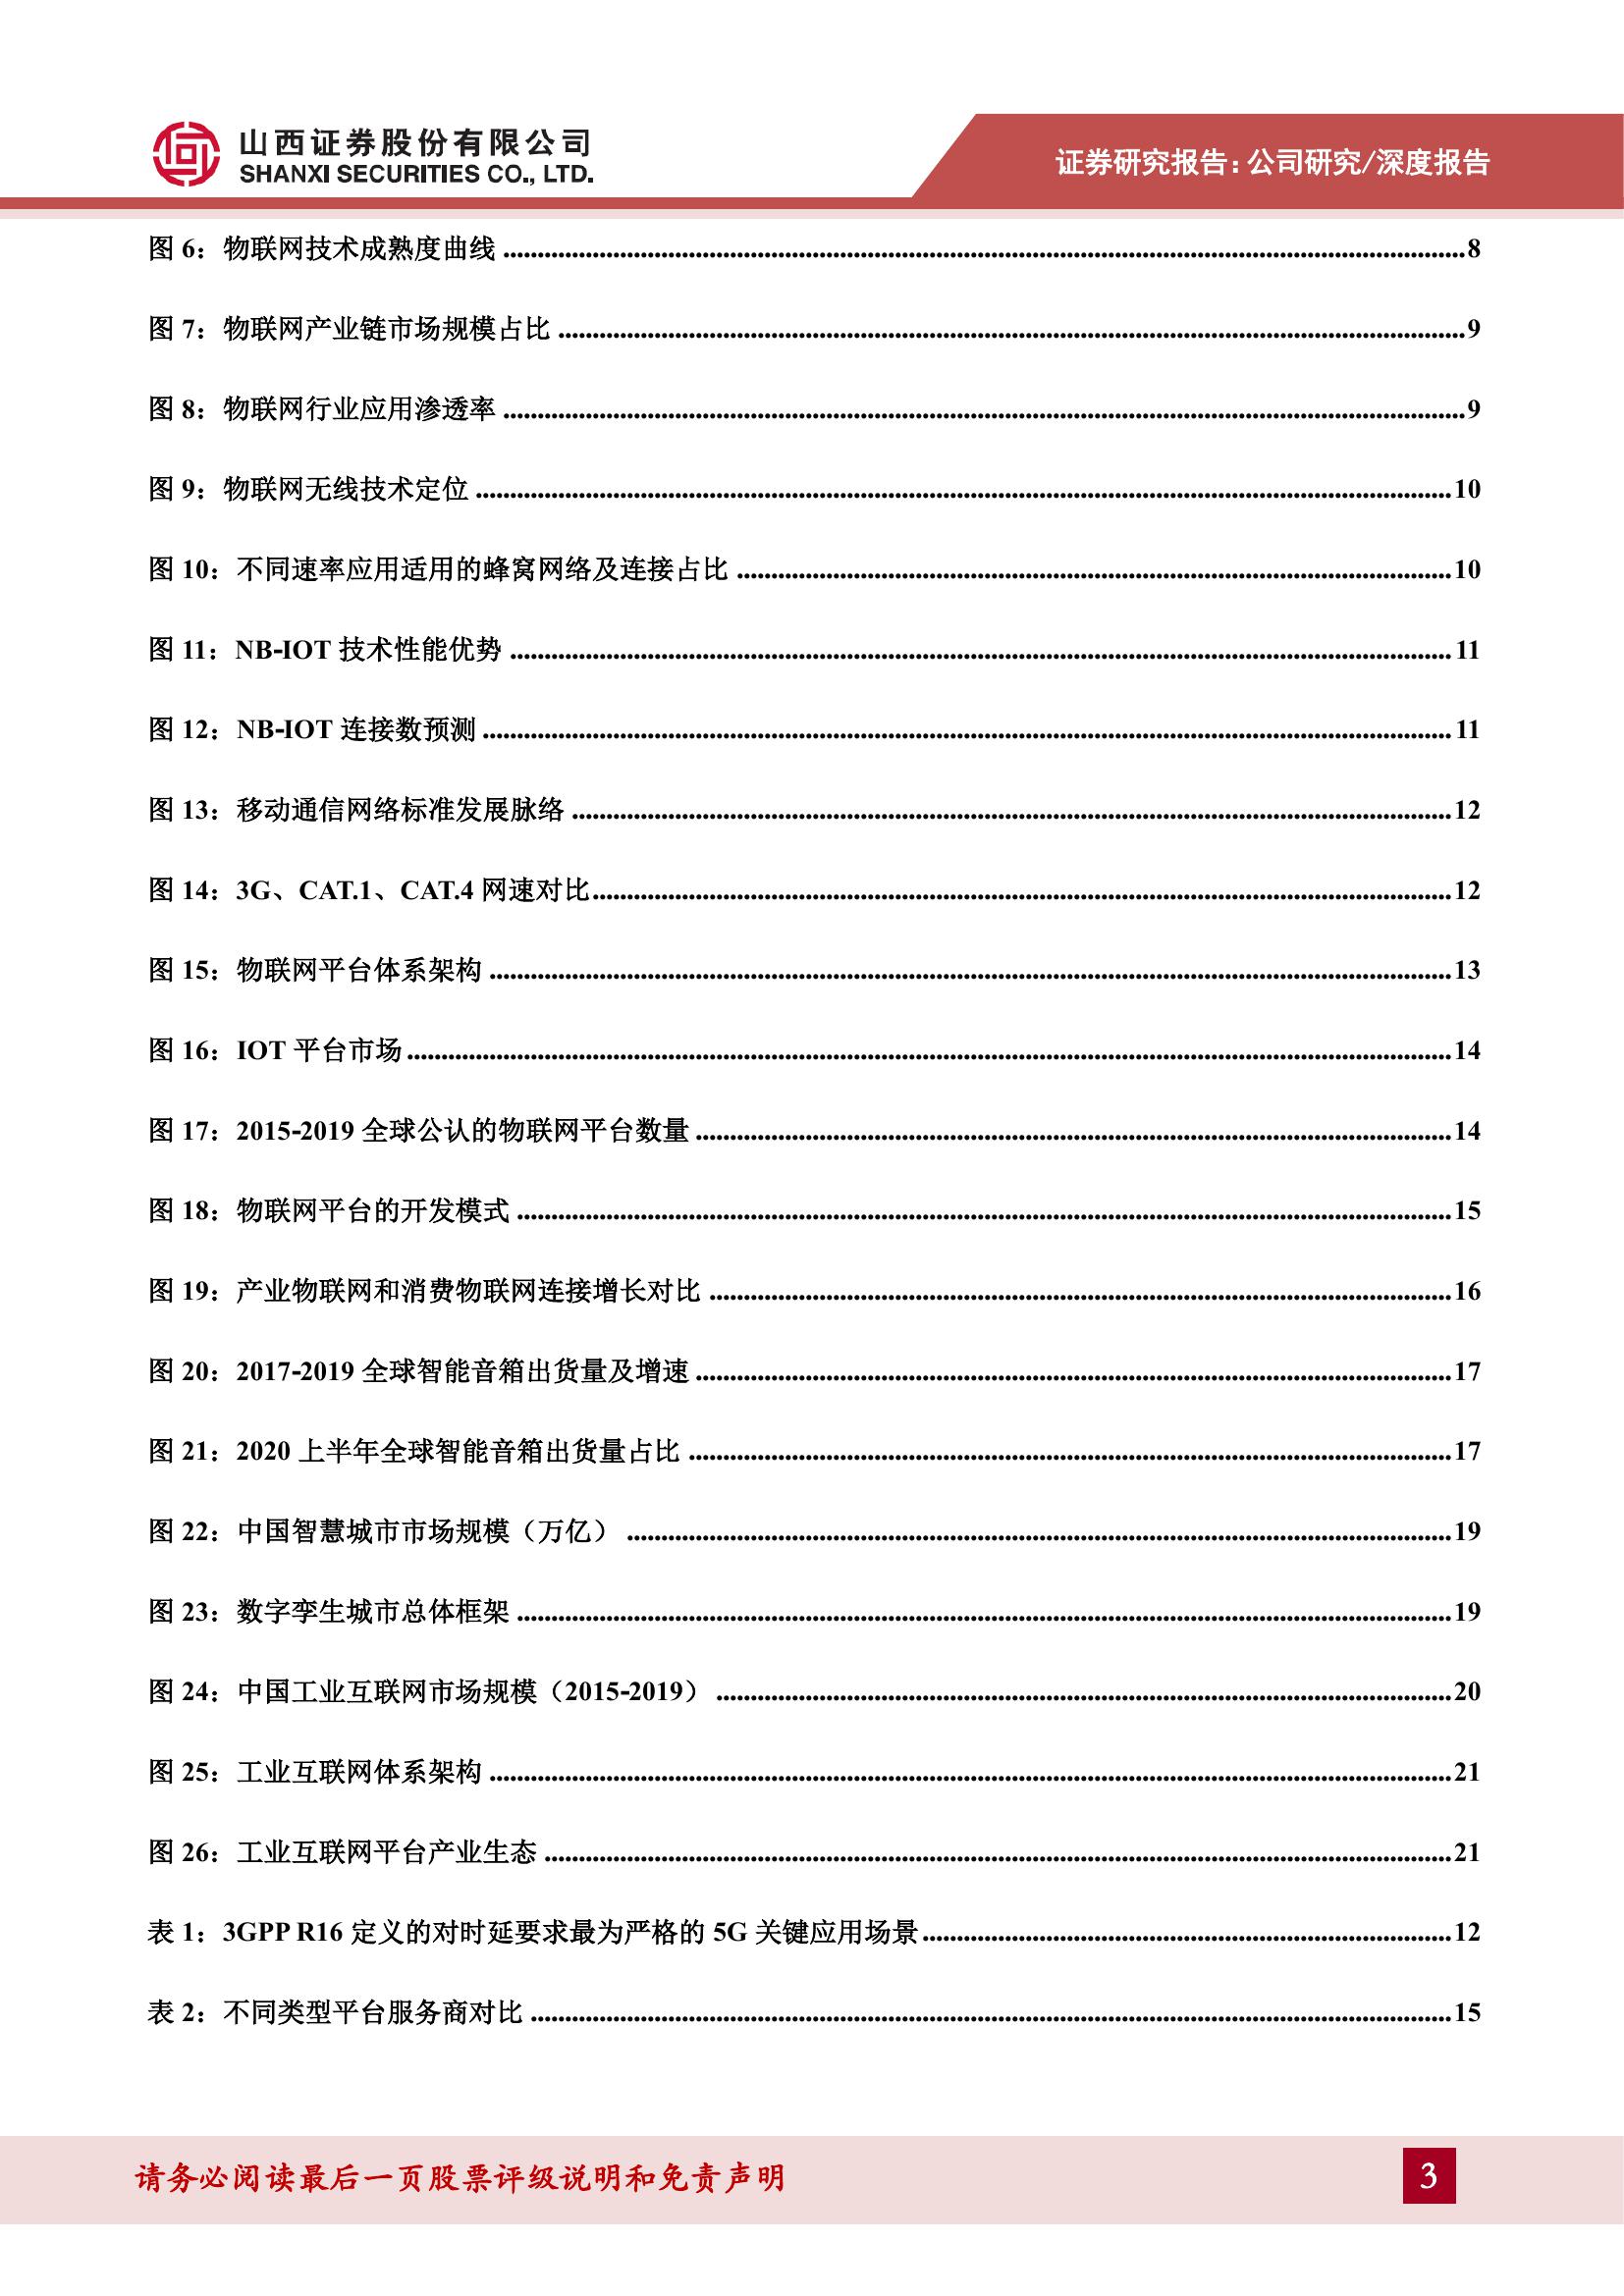 山西证券股份有限公司
SHANXI SECURITIES CO., LTD.
证券研究报告：公司研究/深度报告
图 6：物联网技术成熟度曲线 ........ 8
图 7：物联网产业链市场规模占比 ........ 9
图 8：物联网行业应用渗透率 ........ 9
图 9：物联网无线技术定位 ........ 10
图 10：不同速率应用适用的蜂窝网络及连接占比 ........ 10
图 11：NB-IOT 技术性能优势 ........ 11
图 12：NB-IOT 连接数预测 ........ 11
图 13：移动通信网络标准发展脉络 ........ 12
图 14：3G、CAT.1、CAT.4 网速对比 ........ 12
图 15：物联网平台体系架构 ........ 13
图 16：IOT 平台市场 ........ 14
图 17：2015-2019 全球公认的物联网平台数量 ........ 14
图 18：物联网平台的开发模式 ........ 15
图 19：产业物联网和消费物联网连接增长对比 ........ 16
图 20：2017-2019 全球智能音箱出货量及增速 ........ 17
图 21：2020 上半年全球智能音箱出货量占比 ........ 17
图 22：中国智慧城市市场规模（万亿） ........ 19
图 23：数字孪生城市总体框架 ........ 19
图 24：中国工业互联网市场规模（2015-2019） ........ 20
图 25：工业互联网体系架构 ........ 21
图 26：工业互联网平台产业生态 ........ 21
表 1：3GPP R16 定义的对时延要求最为严格的 5G 关键应用场景 ........ 12
表 2：不同类型平台服务商对比 ........ 15
请务必阅读最后一页股票评级说明和免责声明
3